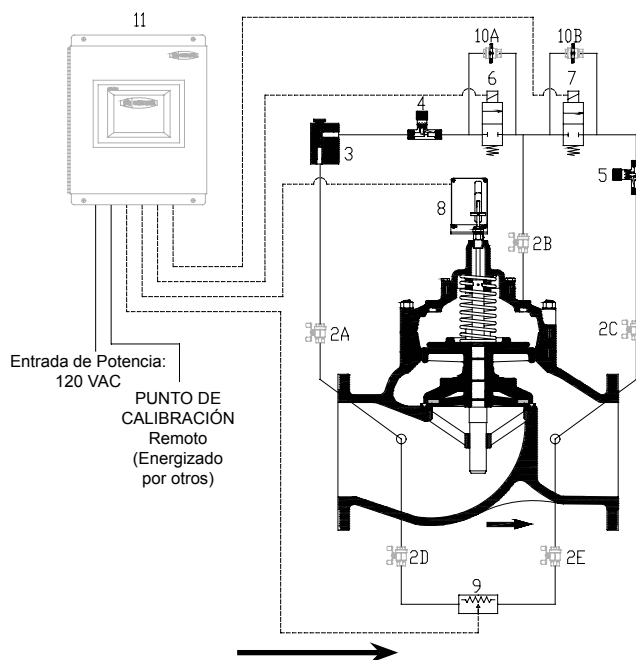 11
10A
10B
6
7
4
3
5
8
2B
2A
2C
Entrada de Potencia:
120 VAC
PUNTO DE
CALIBRACIÓN
Remoto
(Energizado
por otros)
2D
2E
9